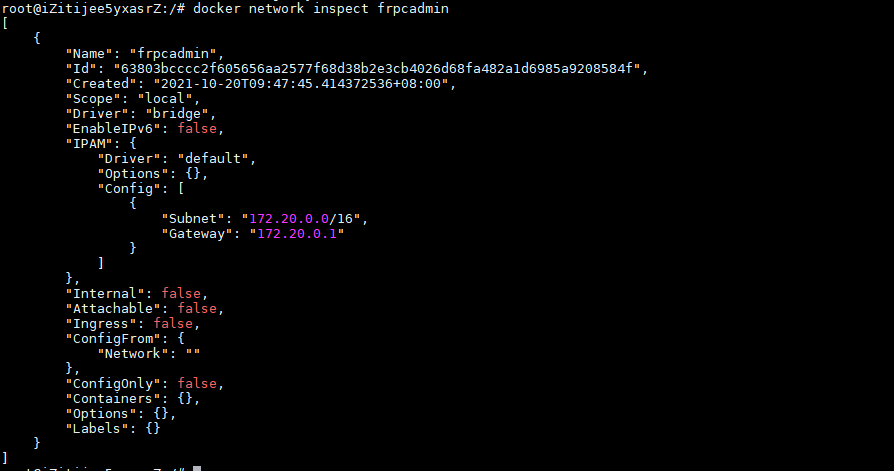 root@iZitijee5yxasrZ:/# docker network inspect frpcadmin
[
    {
        "Name": "frpcadmin",
        "Id": "63803bcccc2f605656aa2577f68d38b2e3cb4026d68fa482a1d6985a9208584f",
        "Created": "2021-10-20T09:47:45.414372536+08:00",
        "Scope": "local",
        "Driver": "bridge",
        "EnableIPv6": false,
        "IPAM": {
            "Driver": "default",
            "Options": {},
            "Config": [
                {
                    "Subnet": "172.20.0.0/16",
                    "Gateway": "172.20.0.1"
                }
            ]
        },
        "Internal": false,
        "Attachable": false,
        "Ingress": false,
        "ConfigFrom": {
            "Network": ""
        },
        "ConfigOnly": false,
        "Containers": {},
        "Options": {},
        "Labels": {}
    }
]